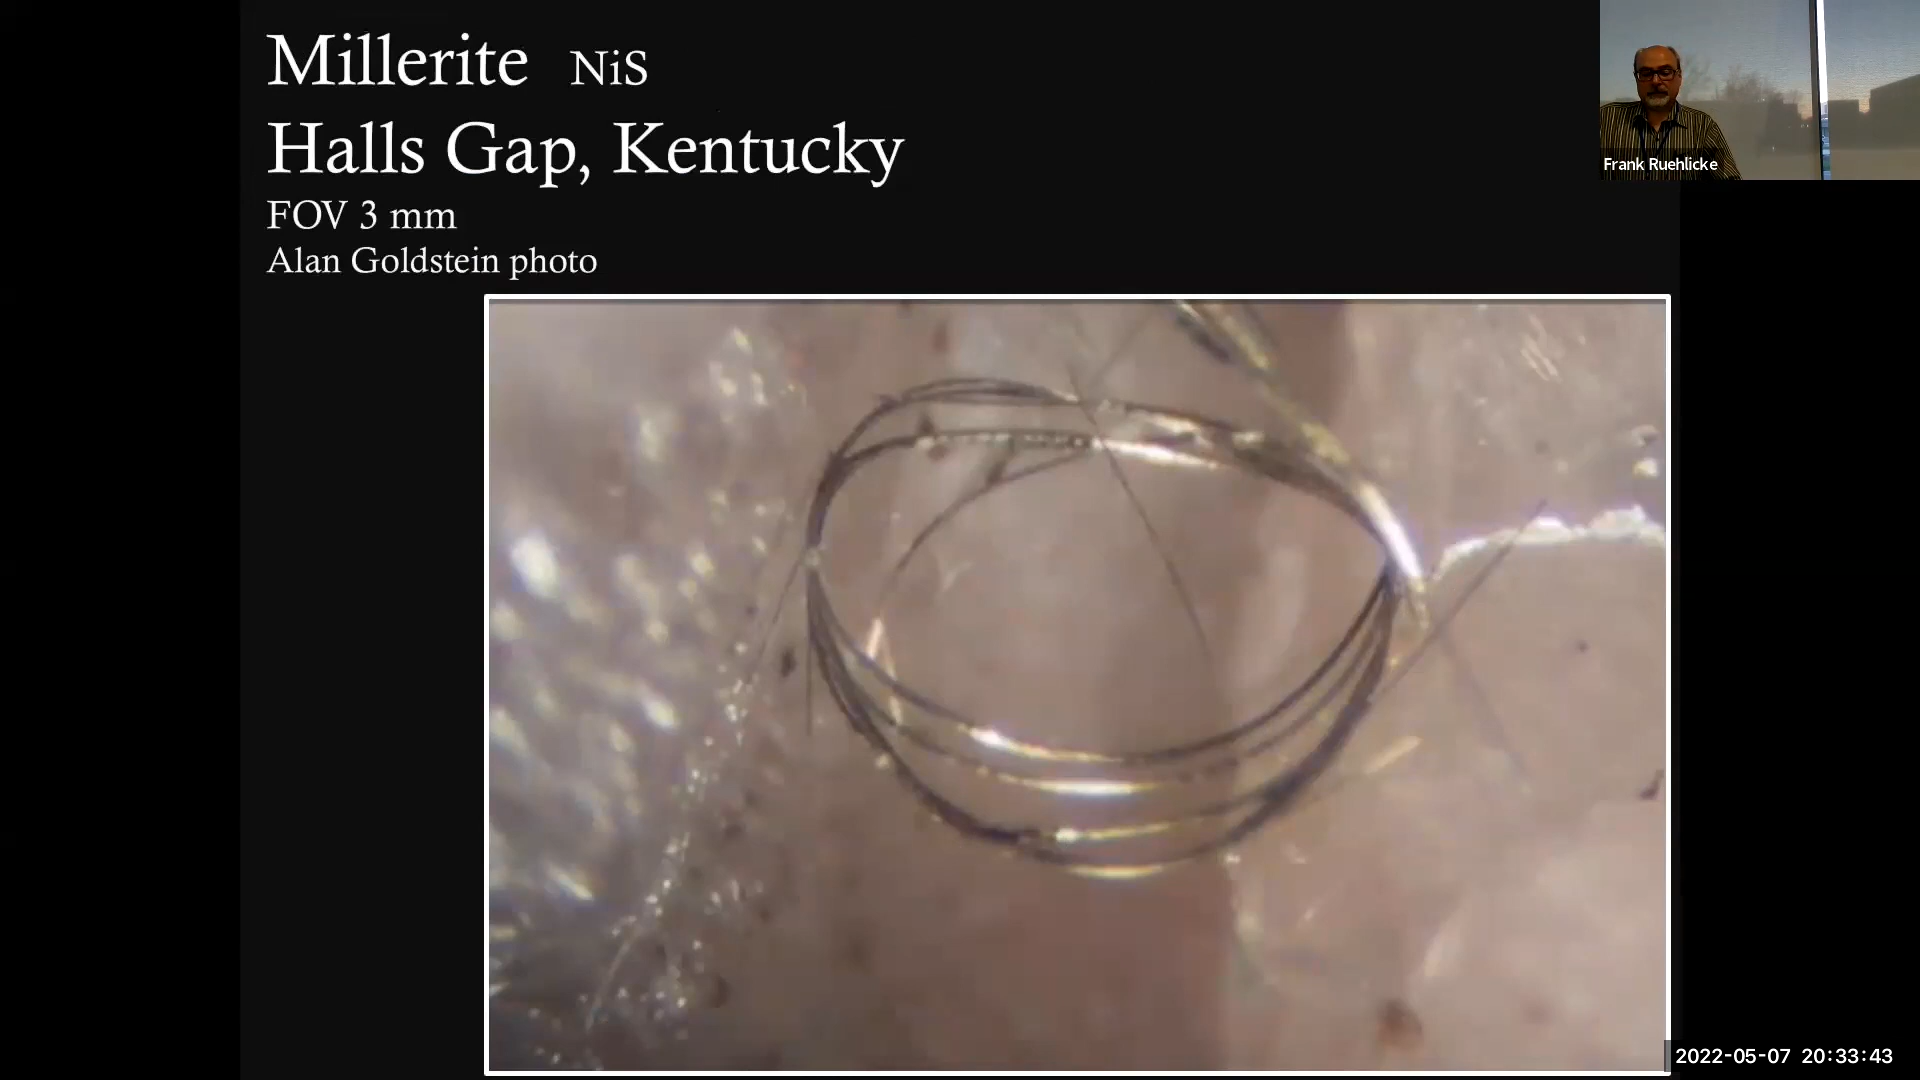 Millerite NiS
Halls Gap, Kentucky
FOV 3 mm
Alan Goldstein photo
Frank Ruehlicke
2022-05-07 20:33:43